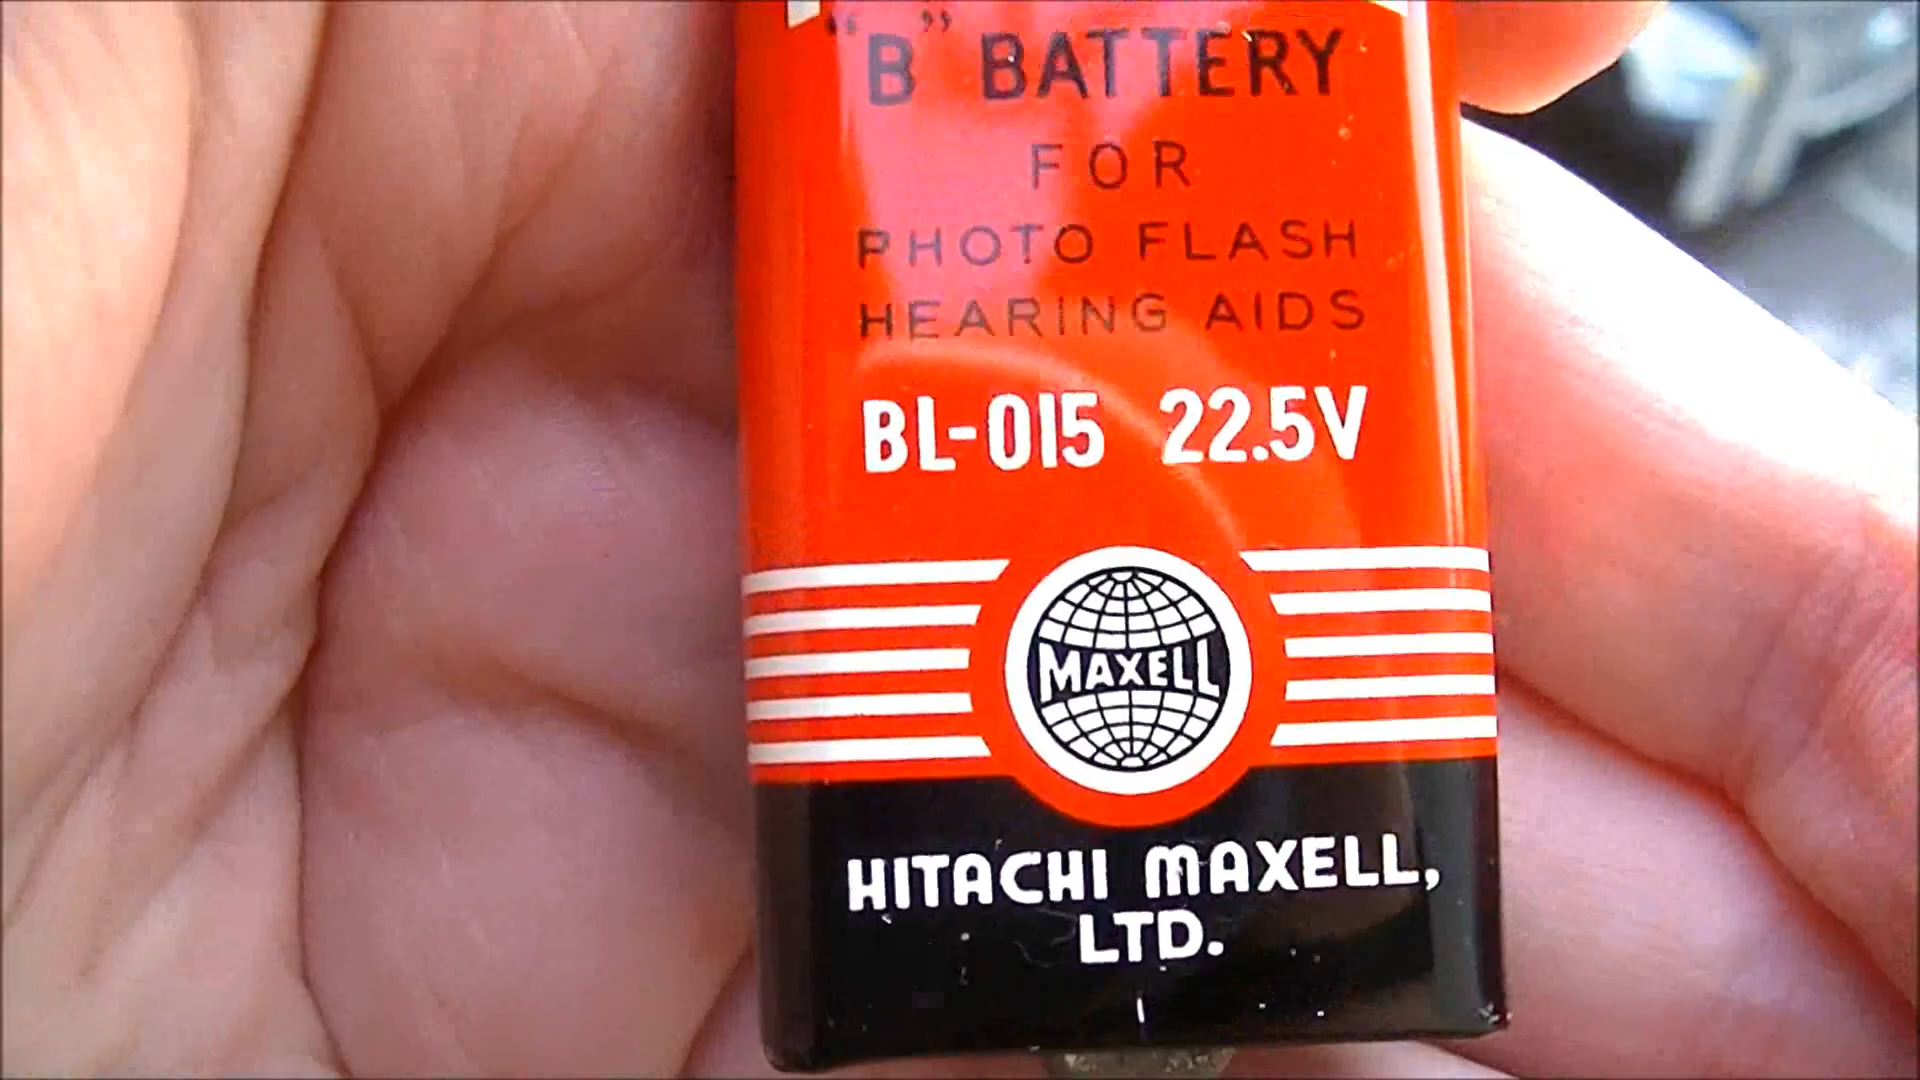 "B" BATTERY
FOR
PHOTO FLASH
HEARING AIDS
BL-015 22.5V
MAXELL
HITACHI MAXELL,
LTD.